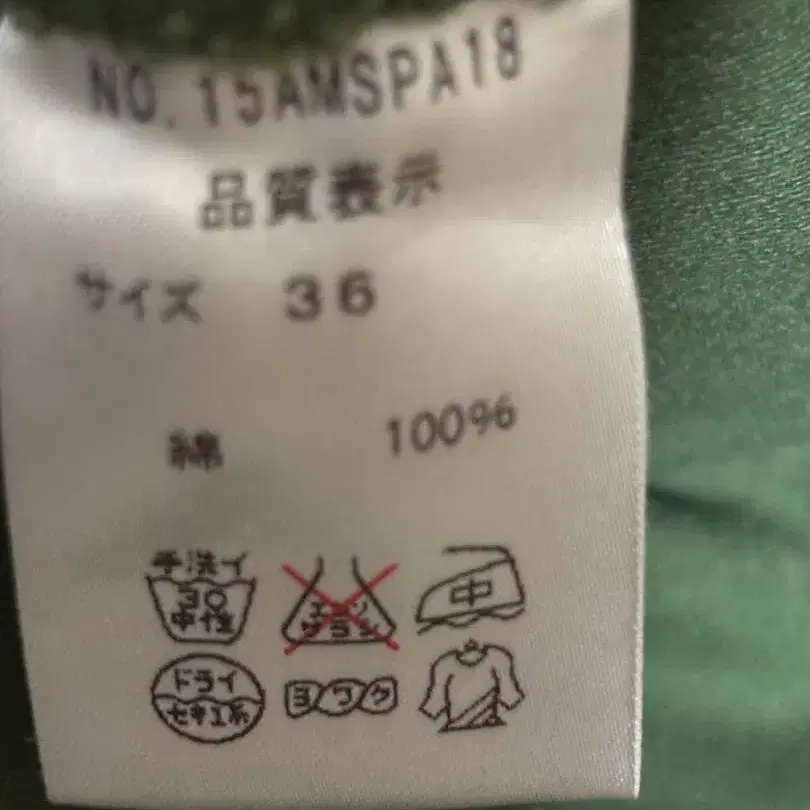 NO.15AMSPA18
品質表示
サイズ 36
綿 100%
手洗イ
30
中性
エンソ
サラシ
中
ドライ
セキユ系
ヨワク